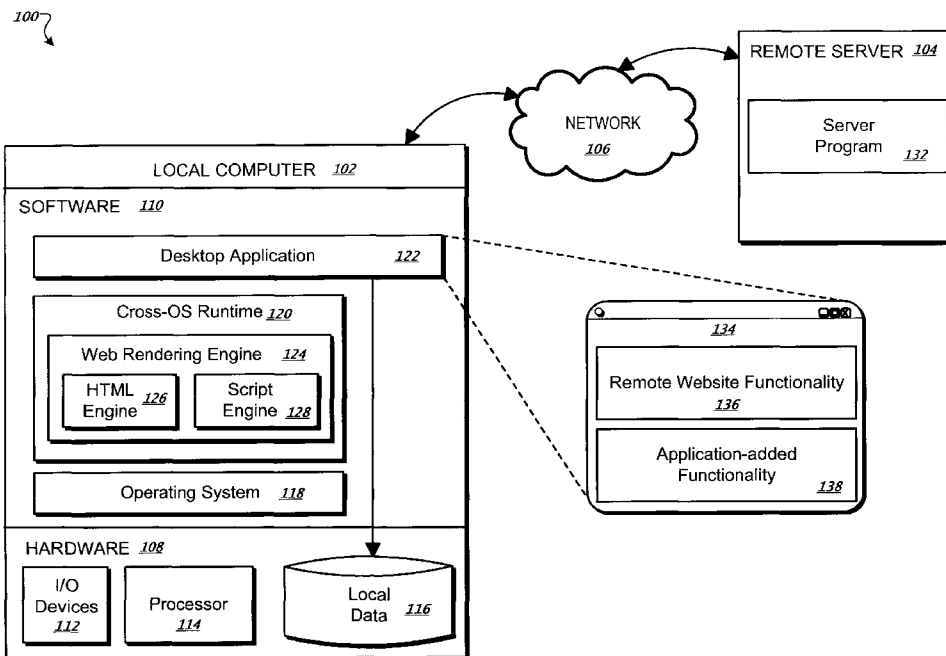 100
REMOTE SERVER 104
Server
Program 132
NETWORK
106
LOCAL COMPUTER 102
SOFTWARE 110
Desktop Application 122
Cross-OS Runtime 120
Web Rendering Engine 124
HTML
Engine 126
Script
Engine 128
Operating System 118
134
Remote Website Functionality
136
Application-added
Functionality
138
HARDWARE 108
I/O
Devices
112
Processor
114
Local
Data 116